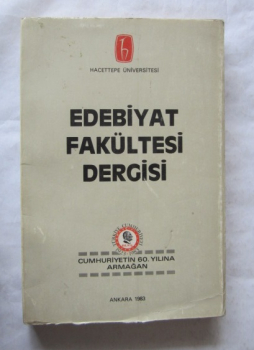 HACETTEPE ÜNİVERSİTESİ
EDEBİYAT
FAKÜLTESİ
DERGİSİ
CUMHURİYETİN 60. YILINA
ARMAĞAN
ANKARA 1983